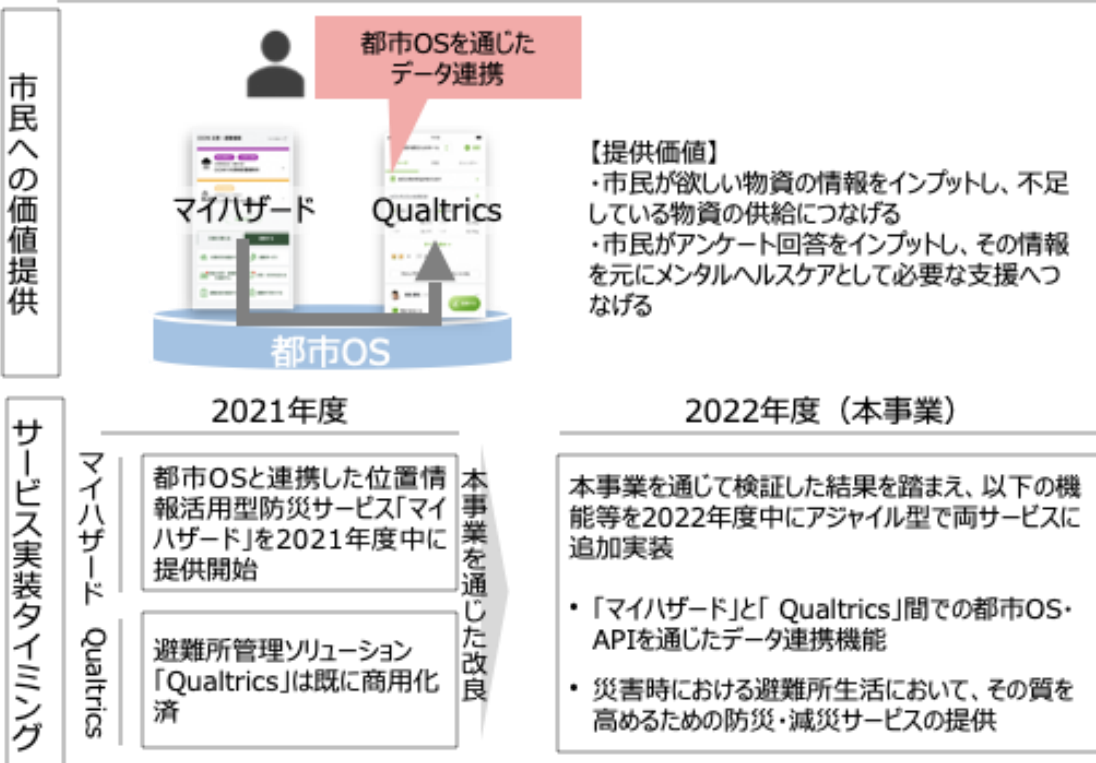 市民への価値提供
都市OSを通じた
データ連携
マイハザード
Qualtrics
都市OS
【提供価値】
・市民が欲しい物資の情報をインプットし、不足
している物資の供給につなげる
・市民がアンケート回答をインプットし、その情報
を元にメンタルヘルスケアとして必要な支援へつ
なげる
サービス実装タイミング
2021年度
マイハザード
都市OSと連携した位置情
報活用型防災サービス「マイ
ハザード」を2021年度中に
提供開始
Qualtrics
避難所管理ソリューション
「Qualtrics」は既に商用化
済
本事業を通じた改良
2022年度（本事業）
本事業を通じて検証した結果を踏まえ、以下の機
能等を2022年度中にアジャイル型で両サービスに
追加実装
• 「マイハザード」と「 Qualtrics」間での都市OS・
APIを通じたデータ連携機能
• 災害時における避難所生活において、その質を
高めるための防災・減災サービスの提供